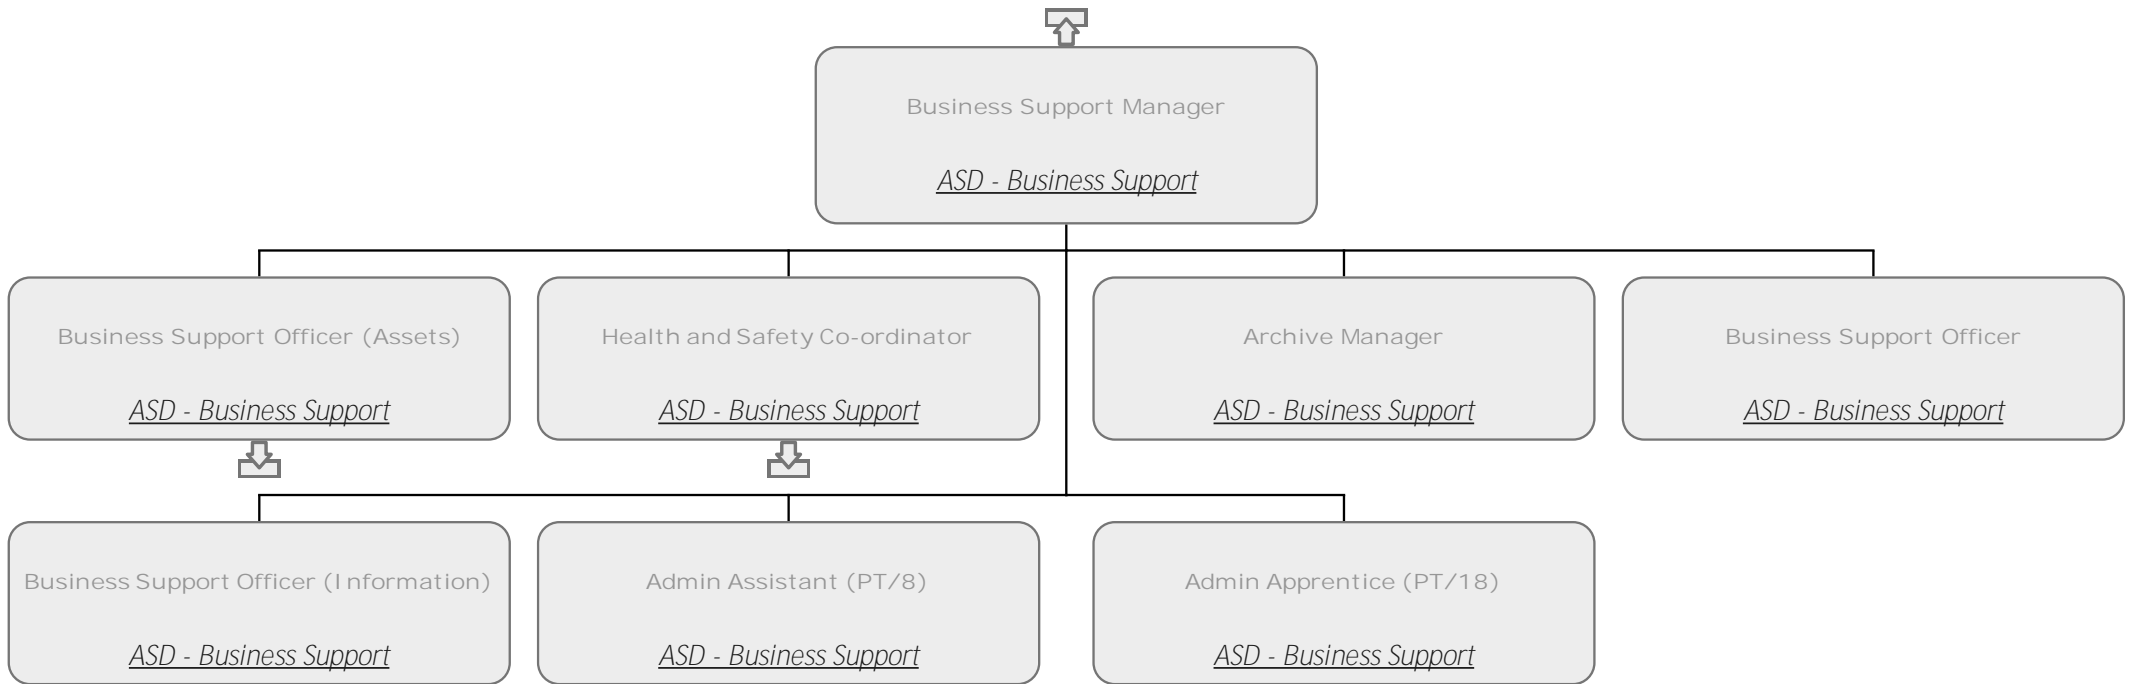 Business Support Manager
ASD - Business Support
Business Support Officer (Assets)
ASD - Business Support
Health and Safety Co-ordinator
ASD - Business Support
Archive Manager
ASD - Business Support
Business Support Officer
ASD - Business Support
Business Support Officer (Information)
ASD - Business Support
Admin Assistant (PT/8)
ASD - Business Support
Admin Apprentice (PT/18)
ASD - Business Support